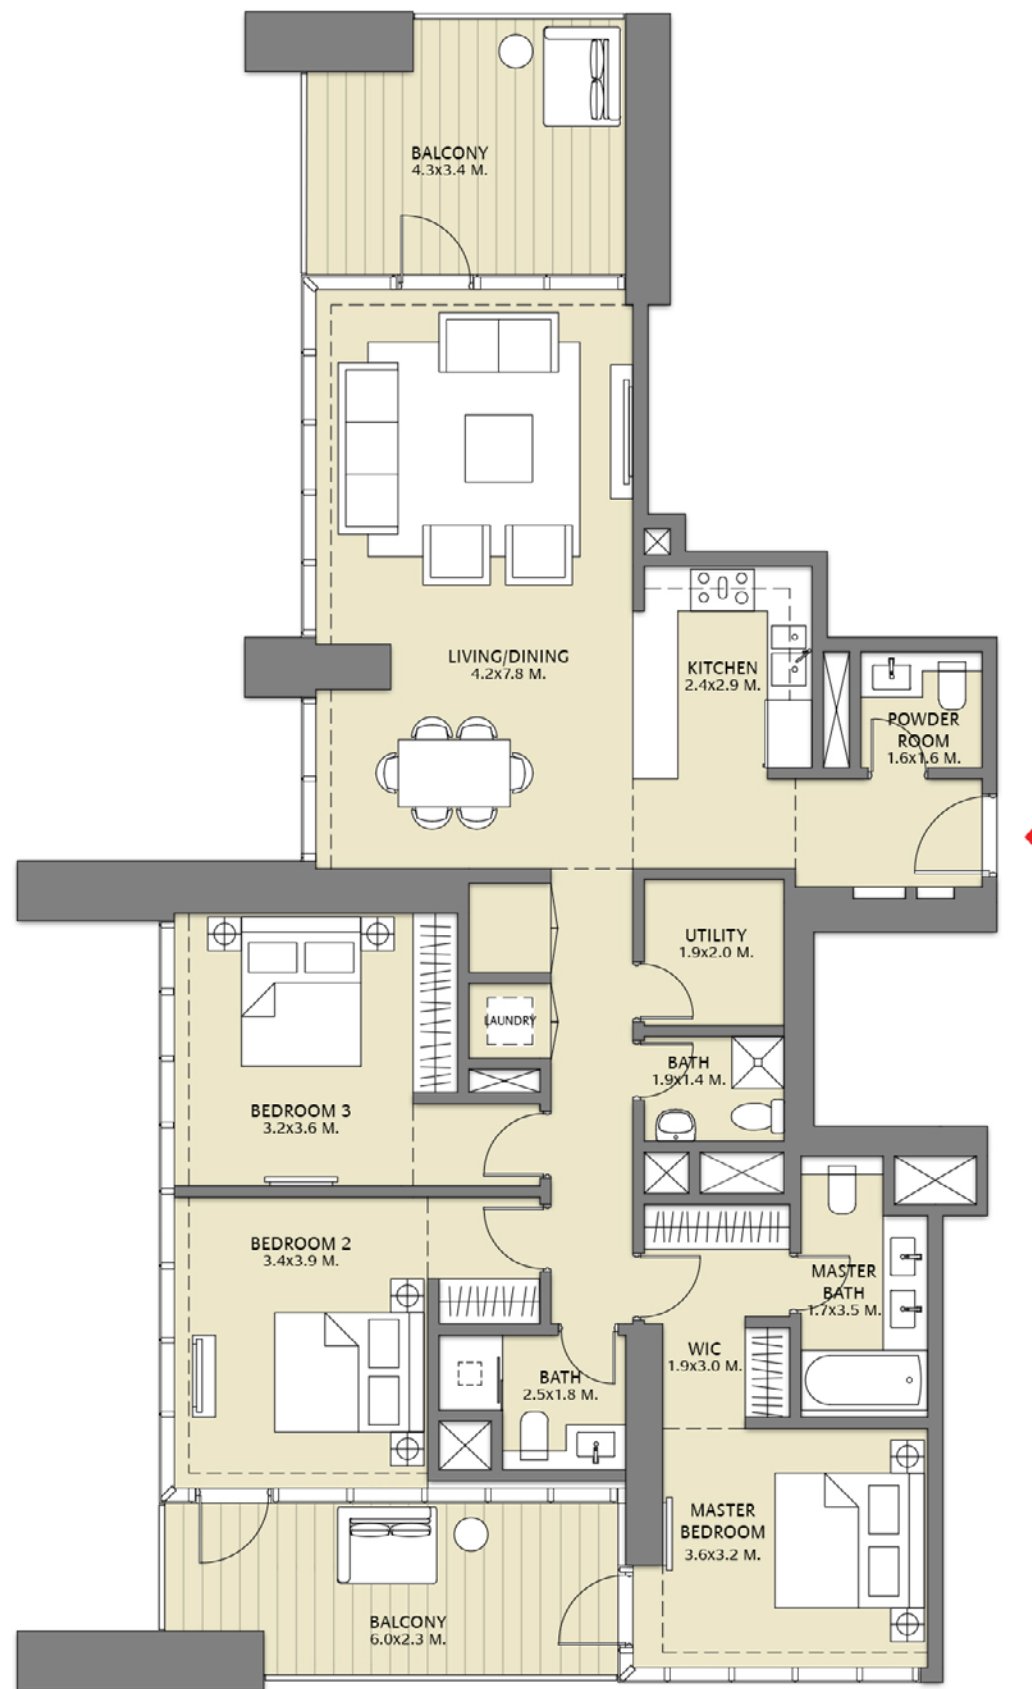 BALCONY
4.3x3.4 M.
LIVING/DINING
4.2x7.8 M.
KITCHEN
2.4x2.9 M.
POWDER
ROOM
1.6x1.6 M.
UTILITY
1.9x2.0 M.
LAUNDRY
BATH
1.9x1.4 M.
BEDROOM 3
3.2x3.6 M.
BEDROOM 2
3.4x3.9 M.
MASTER
BATH
1.7x3.5 M.
WIC
1.9x3.0 M.
BATH
2.5x1.8 M.
MASTER
BEDROOM
3.6x3.2 M.
BALCONY
6.0x2.3 M.